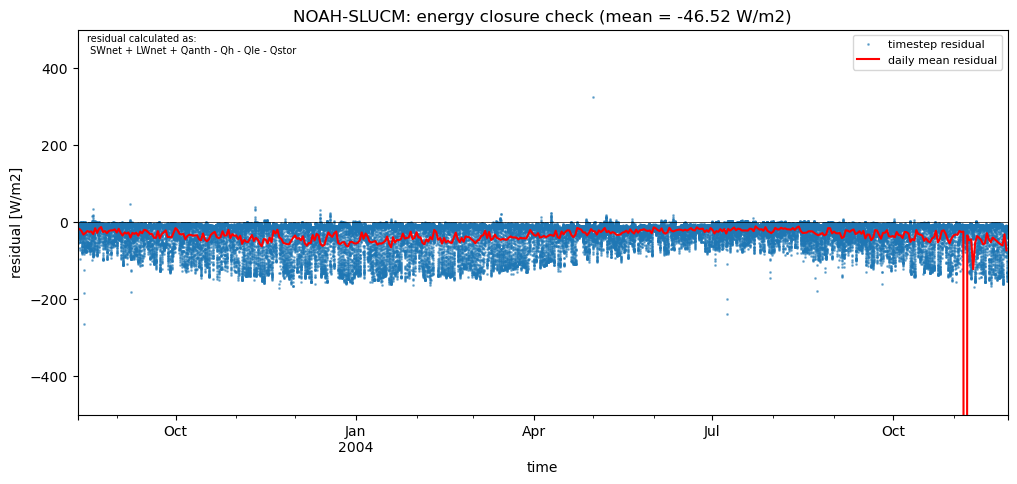 NOAH-SLUCM: energy closure check (mean = -46.52 W/m2)
residual calculated as:
SWnet + LWnet + Qanth - Qh - Qle - Qstor
timestep residual
daily mean residual
400
200
0
−200
−400
residual [W/m2]
Oct
Jan
2004
Apr
Jul
Oct
time